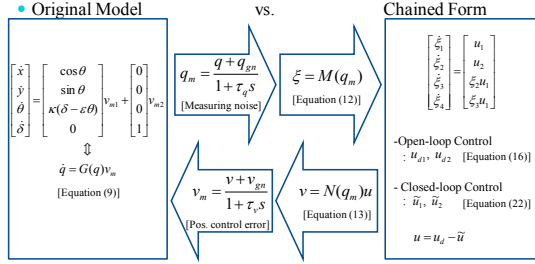 • Original Model vs. Chained Form
[ẋ ẏ θ̇ δ̇] = [cosθ sinθ κ(δ − εθ) 0] v_m1 + [0 0 0 1] v_m2
⇕
q̇ = G(q)v_m
[Equation (9)]
q_m = (q + q_gn) / (1 + τ_q s)
[Measuring noise]
ξ = M(q_m)
[Equation (12)]
v_m = (v + v_gn) / (1 + τ_v s)
[Pos. control error]
v = N(q_m)u
[Equation (13)]
[ξ̇_1 ξ̇_2 ξ̇_3 ξ̇_4] = [u_1 u_2 ξ_2u_1 ξ_3u_1]
-Open-loop Control
: u_d1, u_d2 [Equation (16)]
- Closed-loop Control
: ũ_1, ũ_2 [Equation (22)]
u = u_d − ũ